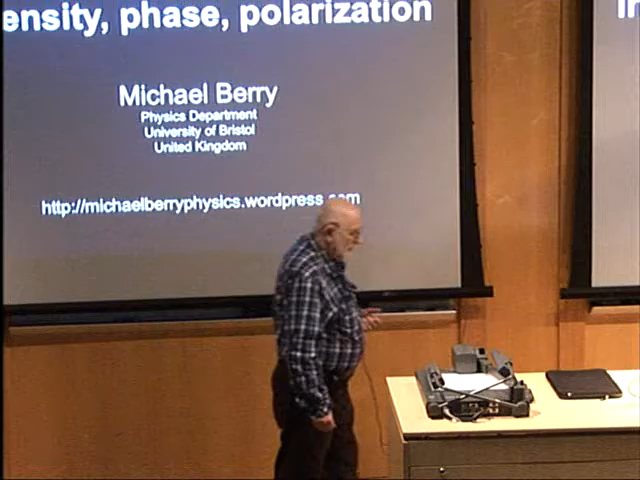 ensity, phase, polarization
Michael Berry
Physics Department
University of Bristol
United Kingdom
http://michaelberryphysics.wordpress.com